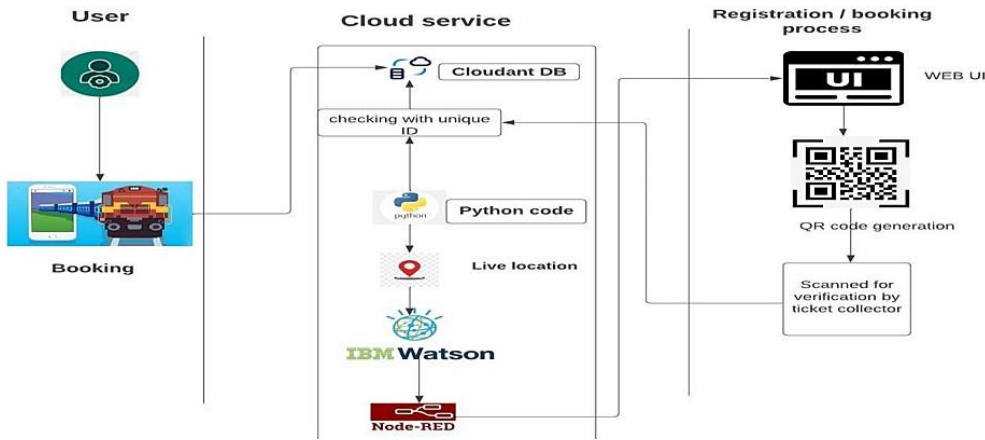 User
Booking
Cloud service
Cloudant DB
checking with unique
ID
python
Python code
Live location
IBM Watson
Node-RED
Registration / booking
process
UI
WEB UI
QR code generation
Scanned for
verification by
ticket collector